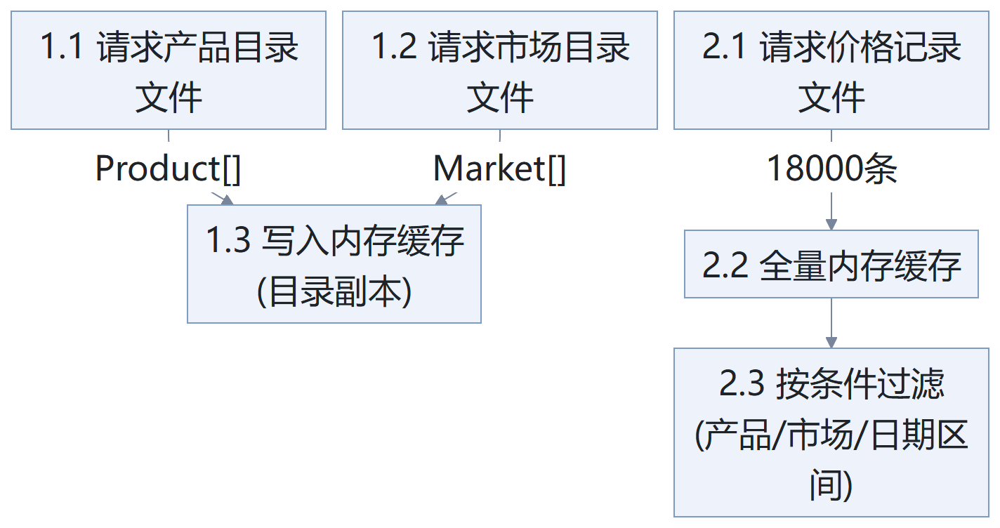 1.1 请求产品目录
文件
1.2 请求市场目录
文件
2.1 请求价格记录
文件
Product[]
Market[]
18000条
1.3 写入内存缓存
(目录副本)
2.2 全量内存缓存
2.3 按条件过滤
(产品/市场/日期区
间)